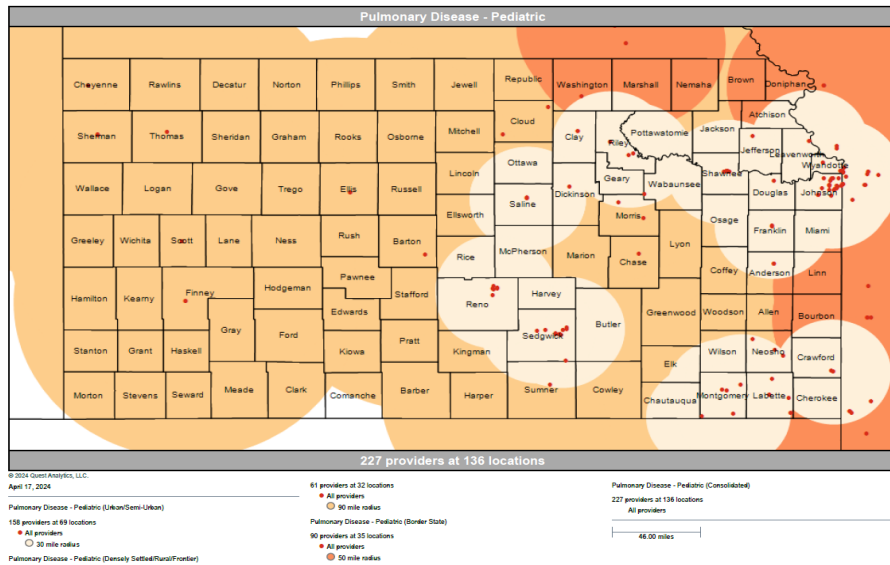 Pulmonary Disease - Pediatric
Cheyenne Rawlins Decatur Norton Phillips Smith Jewell Republic Washington Marshall Nemaha Brown Doniphan
Sherman Thomas Sheridan Graham Rooks Osborne Mitchell Cloud Clay Riley Pottawatomie Jackson Atchison
Jefferson Leavenworth Wyandotte
Wallace Logan Gove Trego Ellis Russell Lincoln Ottawa Saline Dickinson Geary Wabaunsee Shawnee Douglas Johnson
Greeley Wichita Scott Lane Ness Rush Barton Ellsworth Rice McPherson Marion Morris Chase Lyon Osage Franklin Miami
Hamilton Kearny Finney Hodgeman Pawnee Stafford Reno Harvey Coffey Anderson Linn
Gray Ford Edwards Sedgwick Butler Greenwood Woodson Allen Bourbon
Stanton Grant Haskell Kiowa Pratt Kingman Elk Wilson Neosho Crawford
Morton Stevens Seward Meade Clark Comanche Barber Harper Sumner Cowley Chautauqua Montgomery Labette Cherokee
227 providers at 136 locations
© 2024 Quest Analytics, LLC.
April 17, 2024
Pulmonary Disease - Pediatric (Urban/Semi-Urban)
158 providers at 69 locations
All providers
30 mile radius
Pulmonary Disease - Pediatric (Densely Settled/Rural/Frontier)
61 providers at 32 locations
All providers
90 mile radius
Pulmonary Disease - Pediatric (Border State)
90 providers at 35 locations
All providers
50 mile radius
Pulmonary Disease - Pediatric (Consolidated)
227 providers at 136 locations
All providers
46.00 miles